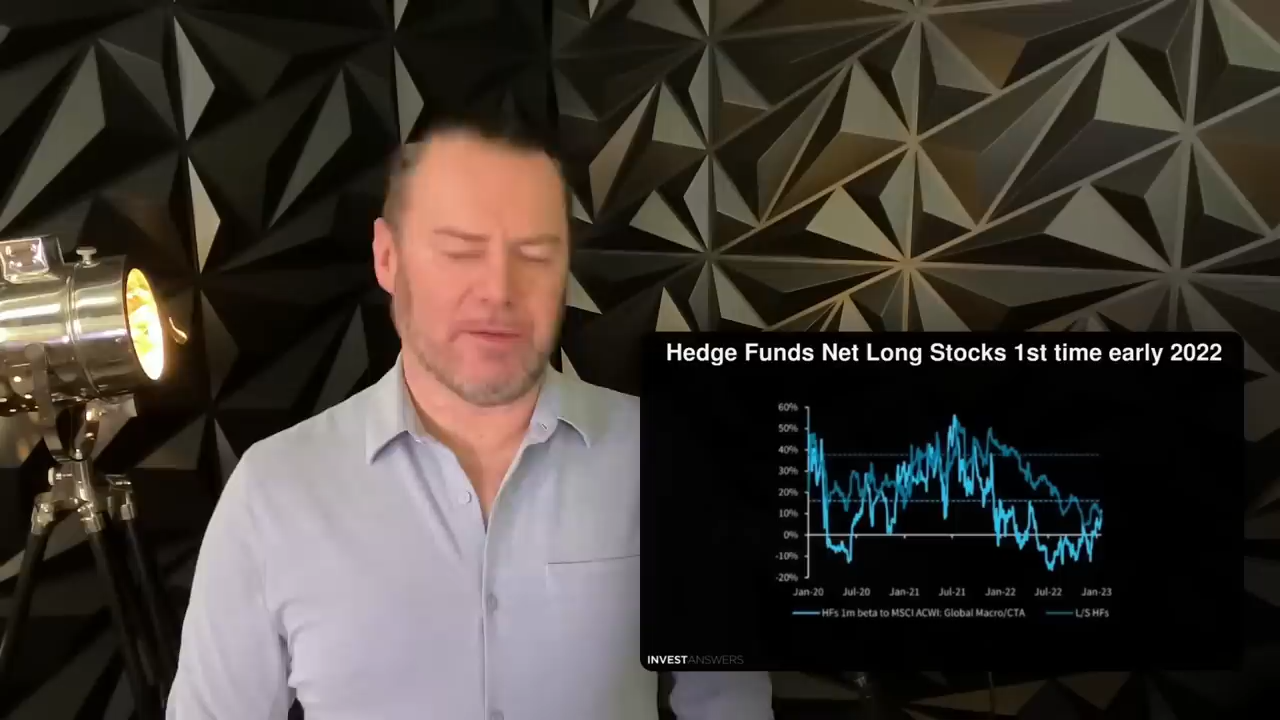 Hedge Funds Net Long Stocks 1st time early 2022
60%
50%
40%
30%
20%
10%
0%
-10%
-20%
Jan-20 Jul-20 Jan-21 Jul-21 Jan-22 Jul-22 Jan-23
HFs 1m beta to MSCI ACWI: Global Macro/CTA L/S HFs
INVESTANSWERS